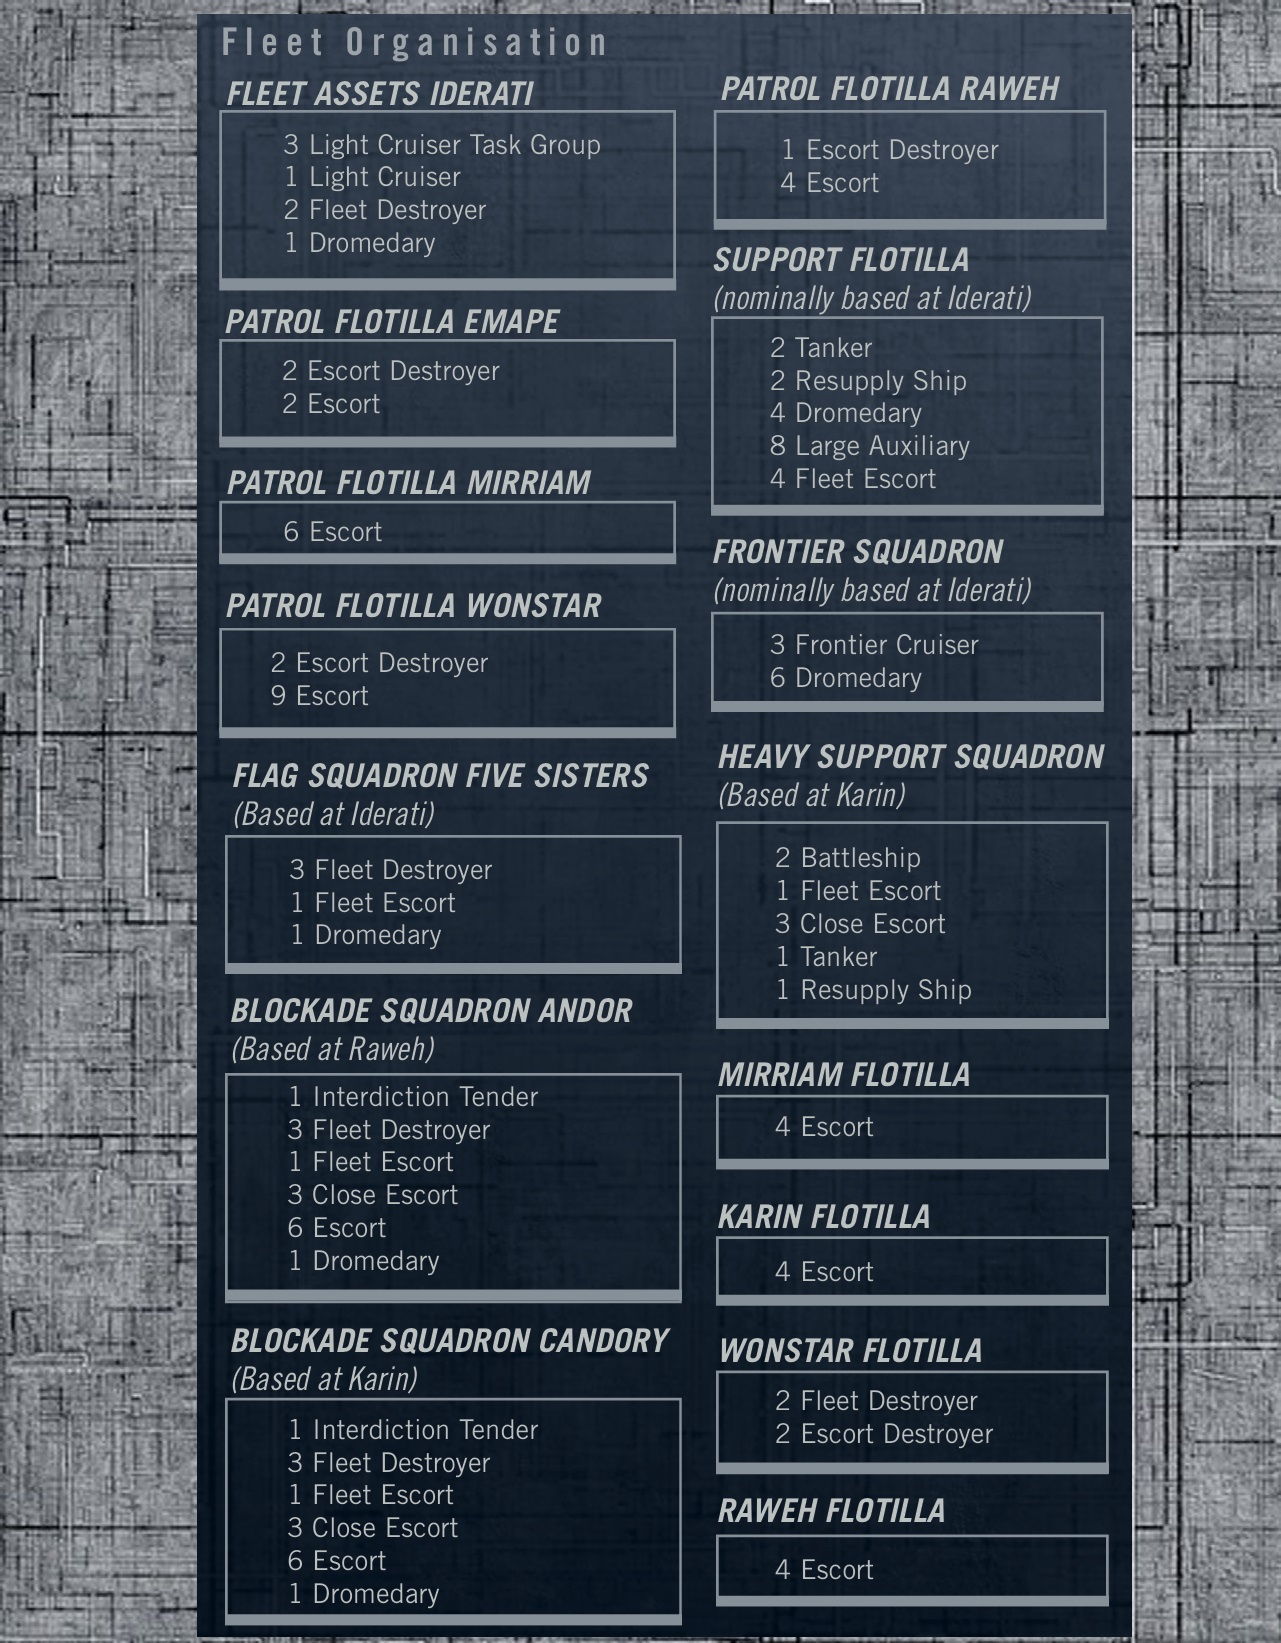 Fleet Organisation
FLEET ASSETS IDERATI
3 Light Cruiser Task Group
1 Light Cruiser
2 Fleet Destroyer
1 Dromedary
PATROL FLOTILLA EMAPE
2 Escort Destroyer
2 Escort
PATROL FLOTILLA MIRRIAM
6 Escort
PATROL FLOTILLA WONSTAR
2 Escort Destroyer
9 Escort
FLAG SQUADRON FIVE SISTERS
(Based at Iderati)
3 Fleet Destroyer
1 Fleet Escort
1 Dromedary
BLOCKADE SQUADRON ANDOR
(Based at Raweh)
1 Interdiction Tender
3 Fleet Destroyer
1 Fleet Escort
3 Close Escort
6 Escort
1 Dromedary
BLOCKADE SQUADRON CANDORY
(Based at Karin)
1 Interdiction Tender
3 Fleet Destroyer
1 Fleet Escort
3 Close Escort
6 Escort
1 Dromedary
PATROL FLOTILLA RAWEH
1 Escort Destroyer
4 Escort
SUPPORT FLOTILLA
(nominally based at Iderati)
2 Tanker
2 Resupply Ship
4 Dromedary
8 Large Auxiliary
4 Fleet Escort
FRONTIER SQUADRON
(nominally based at Iderati)
3 Frontier Cruiser
6 Dromedary
HEAVY SUPPORT SQUADRON
(Based at Karin)
2 Battleship
1 Fleet Escort
3 Close Escort
1 Tanker
1 Resupply Ship
MIRRIAM FLOTILLA
4 Escort
KARIN FLOTILLA
4 Escort
WONSTAR FLOTILLA
2 Fleet Destroyer
2 Escort Destroyer
RAWEH FLOTILLA
4 Escort